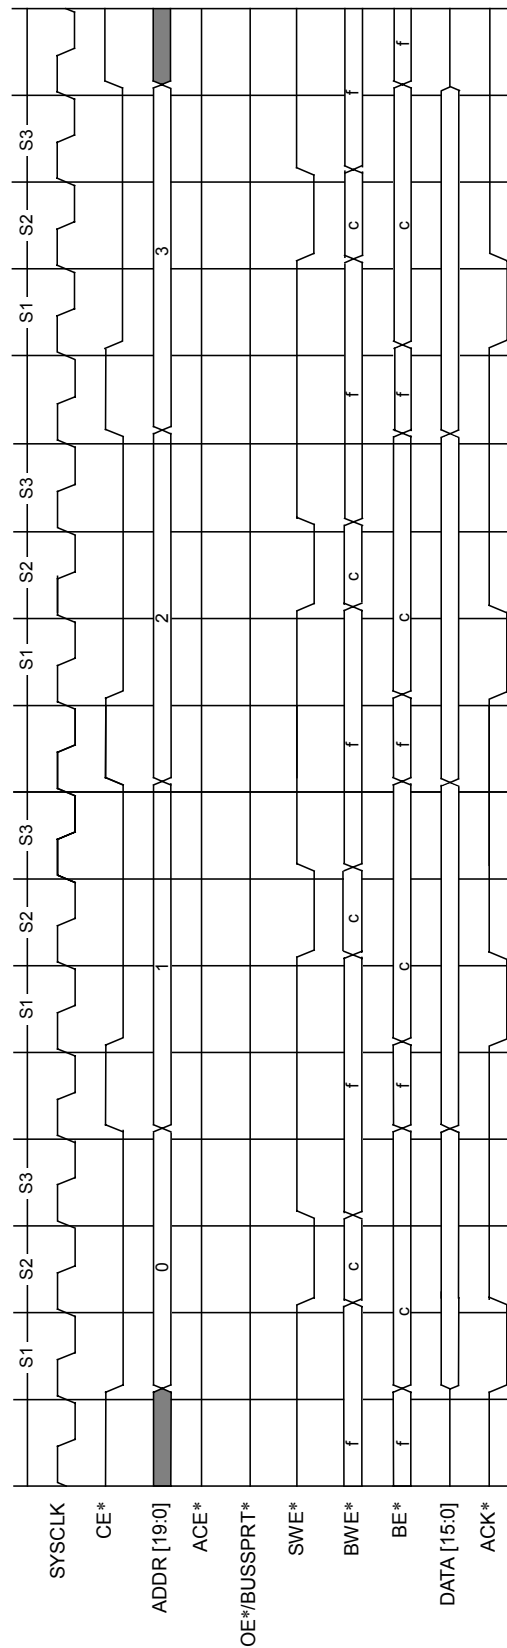 S1 S2 S3 S1 S2 S3 S1 S2 S3 S1 S2 S3
SYSCLK
CE*
ADDR [19:0] 0 1 2 3
ACE*
OE*/BUSSPRT*
SWE*
BWE* f c f c f c f c f
BE* f c f c f c f c f
DATA [15:0]
ACK*